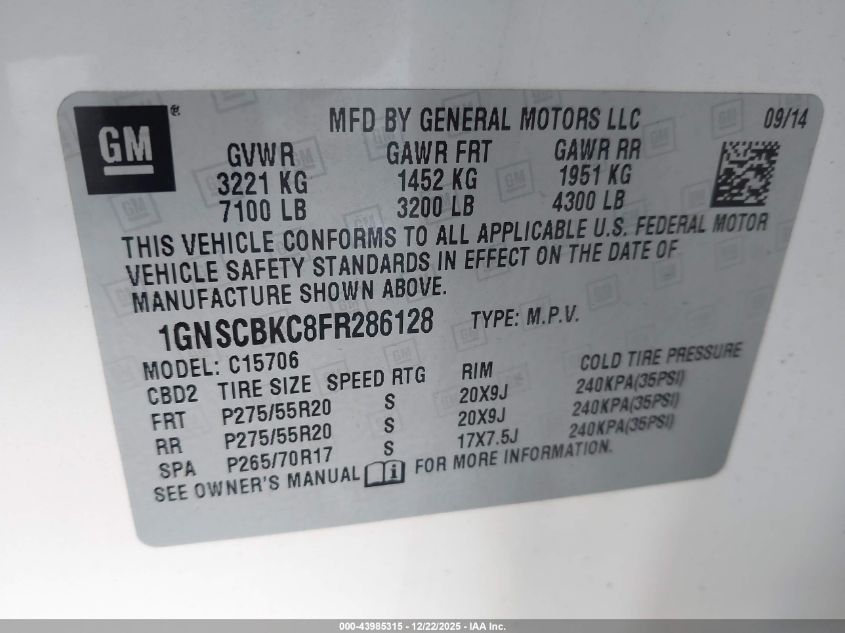 GM ®
MFD BY GENERAL MOTORS LLC 09/14
GVWR GAWR FRT GAWR RR
3221 KG 1452 KG 1951 KG
7100 LB 3200 LB 4300 LB
THIS VEHICLE CONFORMS TO ALL APPLICABLE U.S. FEDERAL MOTOR
VEHICLE SAFETY STANDARDS IN EFFECT ON THE DATE OF
MANUFACTURE SHOWN ABOVE.
1GNSCBKC8FR286128 TYPE: M.P.V.
MODEL: C15706
CBD2 TIRE SIZE SPEED RTG RIM COLD TIRE PRESSURE
FRT P275/55R20 S 20X9J 240KPA(35PSI)
RR P275/55R20 S 20X9J 240KPA(35PSI)
SPA P265/70R17 S 17X7.5J 240KPA(35PSI)
SEE OWNER'S MANUAL i FOR MORE INFORMATION.
000-43985315 - 12/22/2025 - IAA Inc.